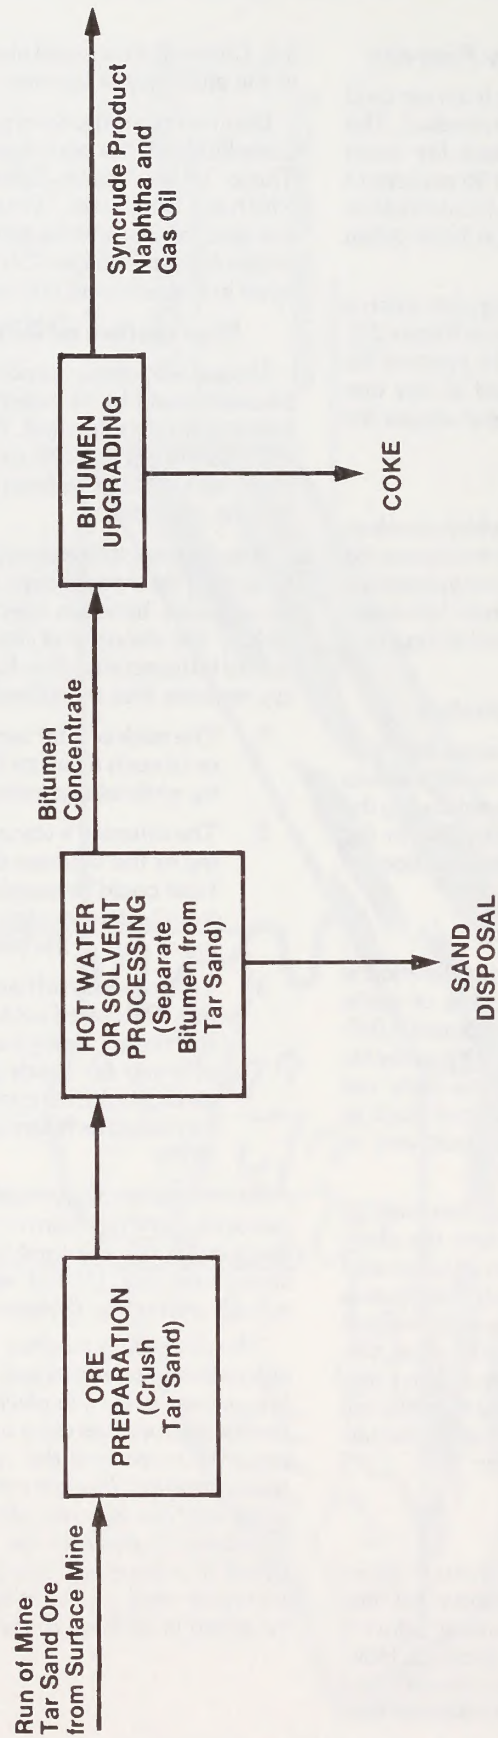 Run of Mine
Tar Sand Ore
from Surface Mine
ORE
PREPARATION
(Crush
Tar Sand)
HOT WATER
OR SOLVENT
PROCESSING
(Separate
Bitumen from
Tar Sand)
SAND
DISPOSAL
Bitumen
Concentrate
BITUMEN
UPGRADING
COKE
Syncrude Product
Naphtha and
Gas Oil